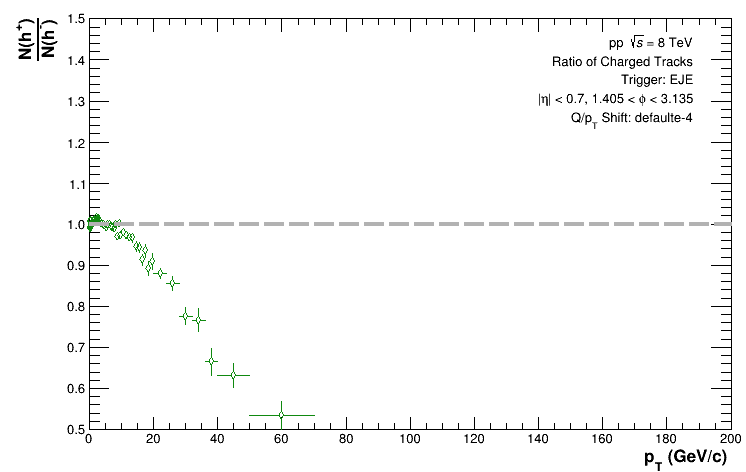 N(h⁺)
N(h⁻)
1.5
1.4
1.3
1.2
1.1
1.0
0.9
0.8
0.7
0.6
0.5
pp √s = 8 TeV
Ratio of Charged Tracks
Trigger: EJE
|η| < 0.7, 1.405 < ϕ < 3.135
Q/p_T Shift: defaulte-4
0 20 40 60 80 100 120 140 160 180 200
p_T (GeV/c)